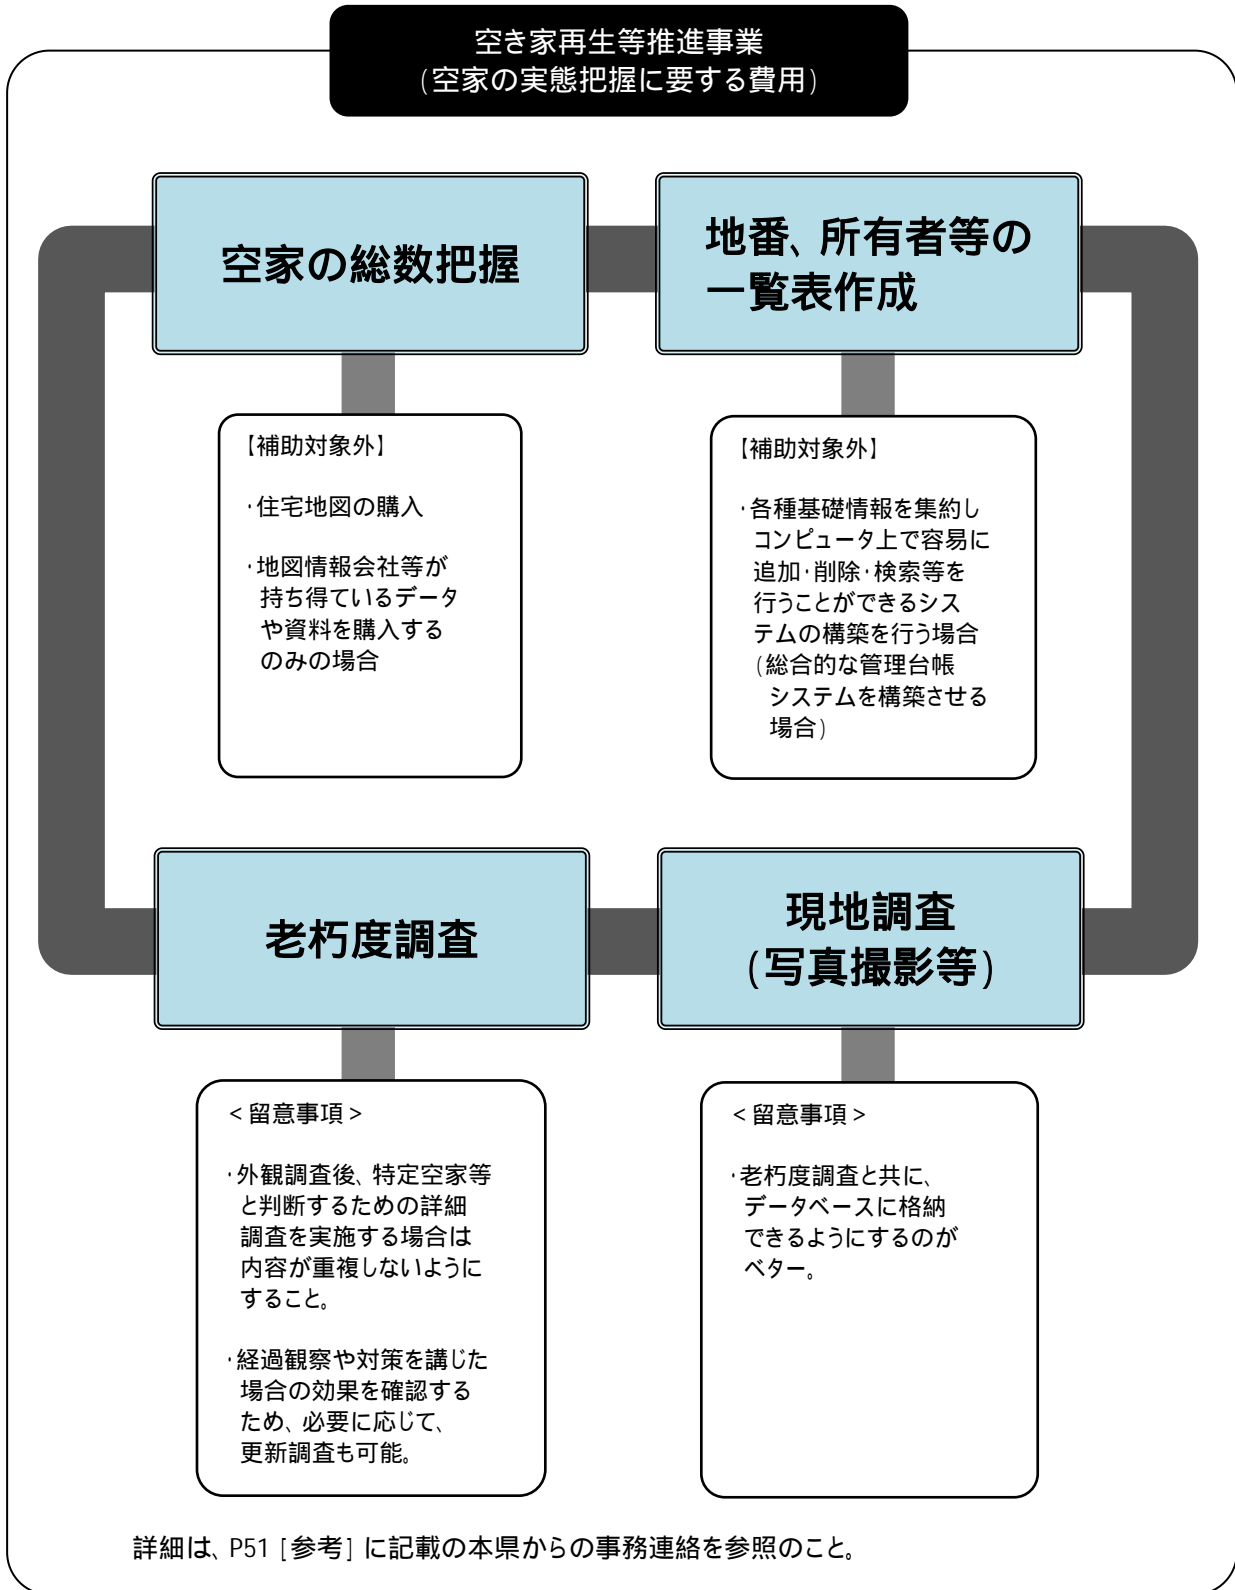 空き家再生等推進事業
(空家の実態把握に要する費用)
空家の総数把握
地番、所有者等の
一覧表作成
【補助対象外】
・住宅地図の購入
・地図情報会社等が
持ち得ているデータ
や資料を購入する
のみの場合
【補助対象外】
・各種基礎情報を集約し
コンピュータ上で容易に
追加・削除・検索等を
行うことができるシス
テムの構築を行う場合
(総合的な管理台帳
システムを構築させる
場合)
老朽度調査
現地調査
(写真撮影等)
<留意事項>
・外観調査後、特定空家等
と判断するための詳細
調査を実施する場合は
内容が重複しないように
すること。
・経過観察や対策を講じた
場合の効果を確認する
ため、必要に応じて、
更新調査も可能。
<留意事項>
・老朽度調査と共に、
データベースに格納
できるようにするのが
ベター。
詳細は、P51 [参考] に記載の本県からの事務連絡を参照のこと。